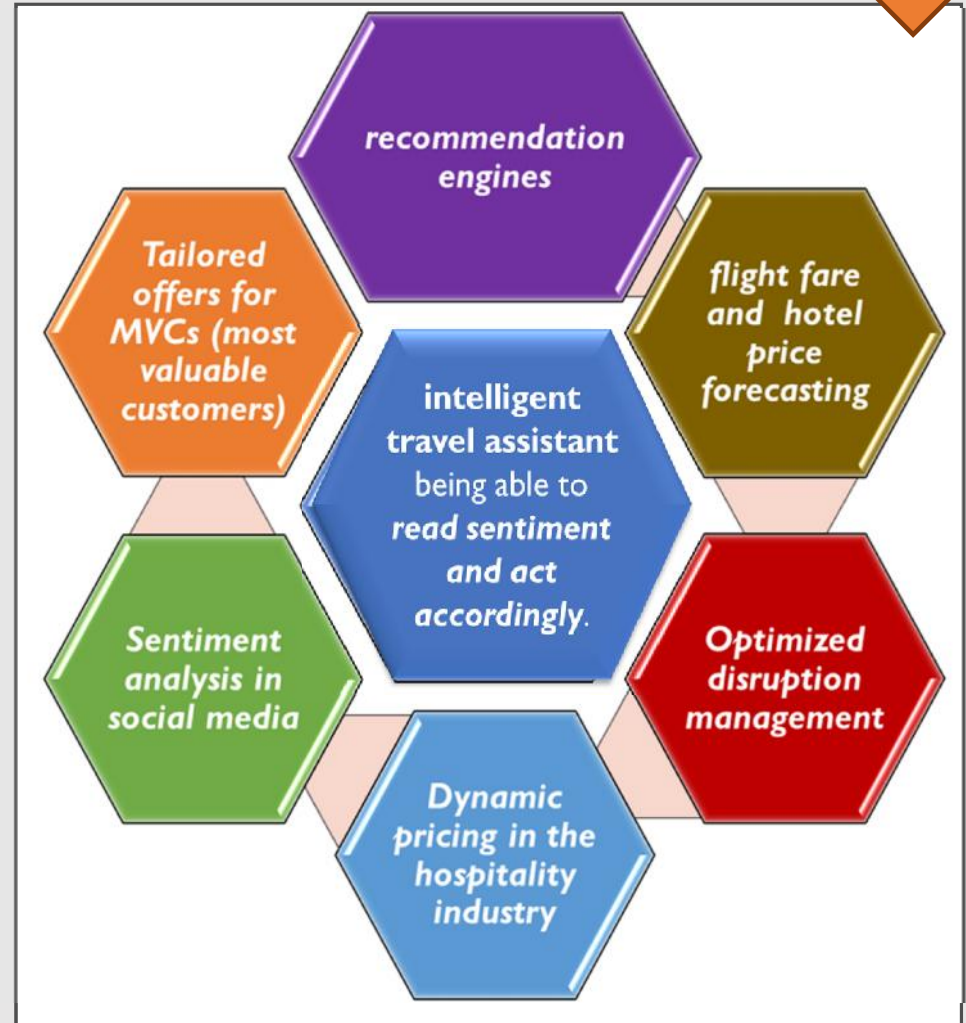 recommendation
engines
Tailored
offers for
MVCs (most
valuable
customers)
flight fare
and hotel
price
forecasting
intelligent
travel assistant
being able to
read sentiment
and act
accordingly.
Sentiment
analysis in
social media
Optimized
disruption
management
Dynamic
pricing in the
hospitality
industry